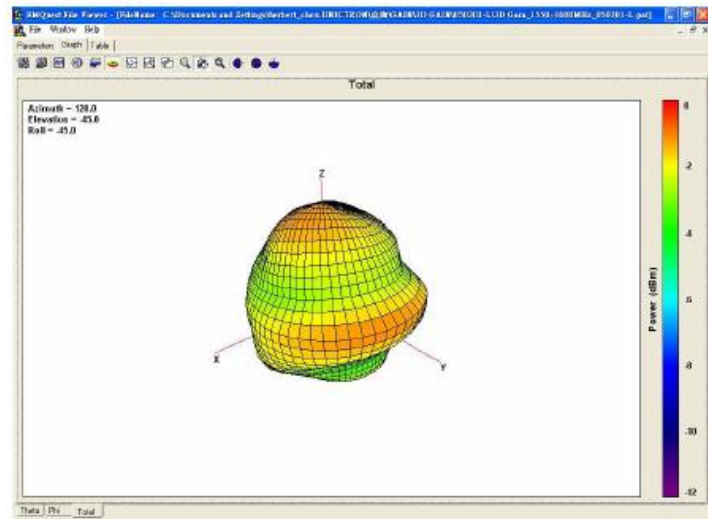 EMQuest File Viewer - [FileName
File Window Help
Parameters Graph Table
Total
Azimuth = 120.0
Elevation = -45.0
Roll = -45.0
Z
X
Y
0
-2
-4
-6
-8
-10
-12
Power (dBm)
Theta Phi Total